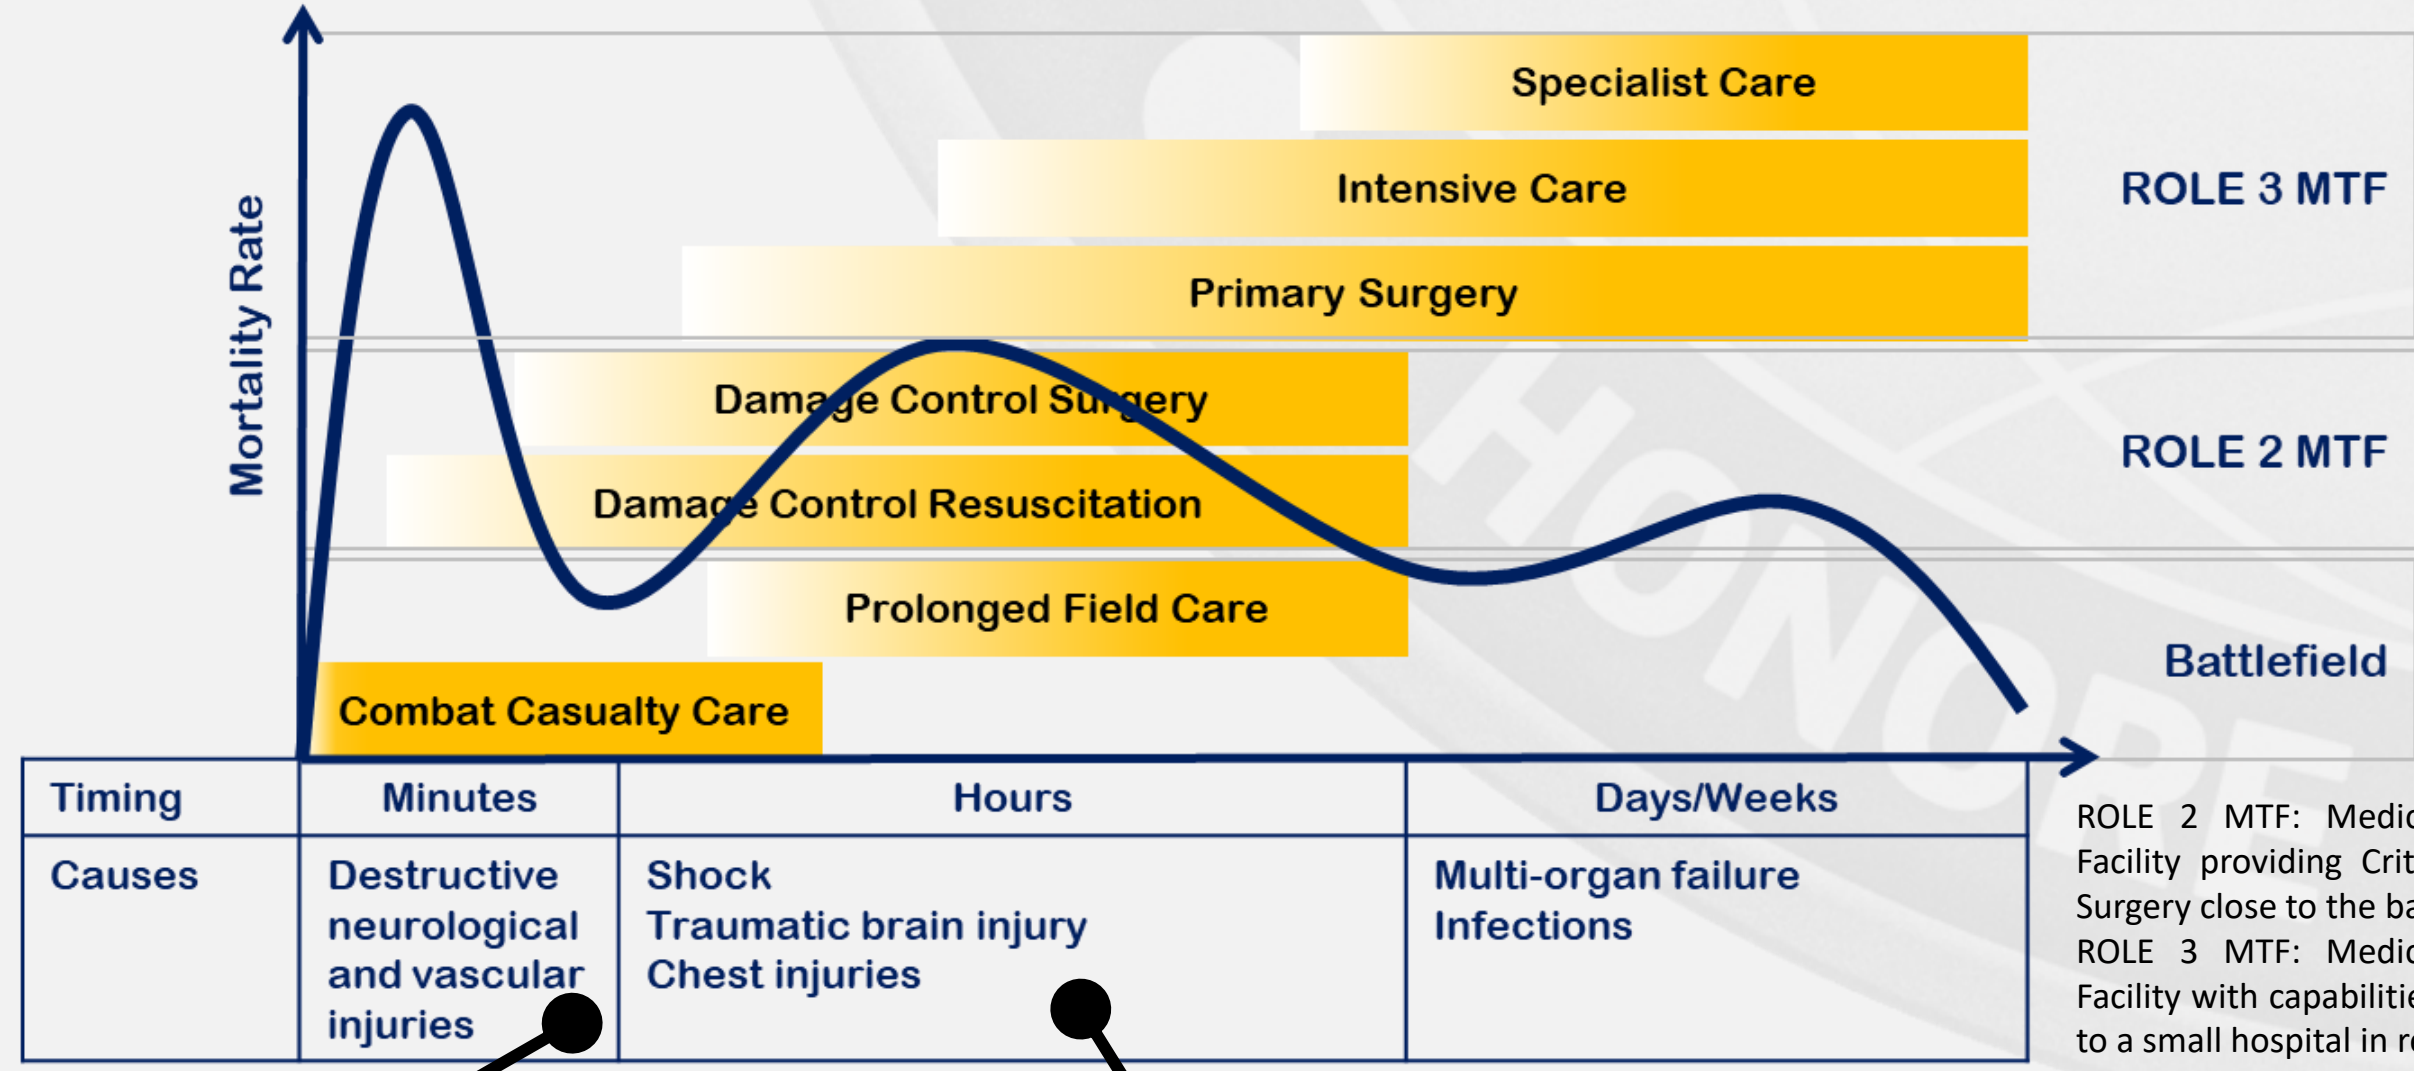 Mortality Rate
Specialist Care
Intensive Care
ROLE 3 MTF
Primary Surgery
Damage Control Surgery
ROLE 2 MTF
Damage Control Resuscitation
Prolonged Field Care
Battlefield
Combat Casualty Care
HONORE
Timing
Minutes
Hours
Days/Weeks
Causes
Destructive
neurological
and vascular
injuries
Shock
Traumatic brain injury
Chest injuries
Multi-organ failure
Infections
ROLE 2 MTF:
Facility providing
Surgery close to the
ROLE 3 MTF:
Facility with
to a small hospital in